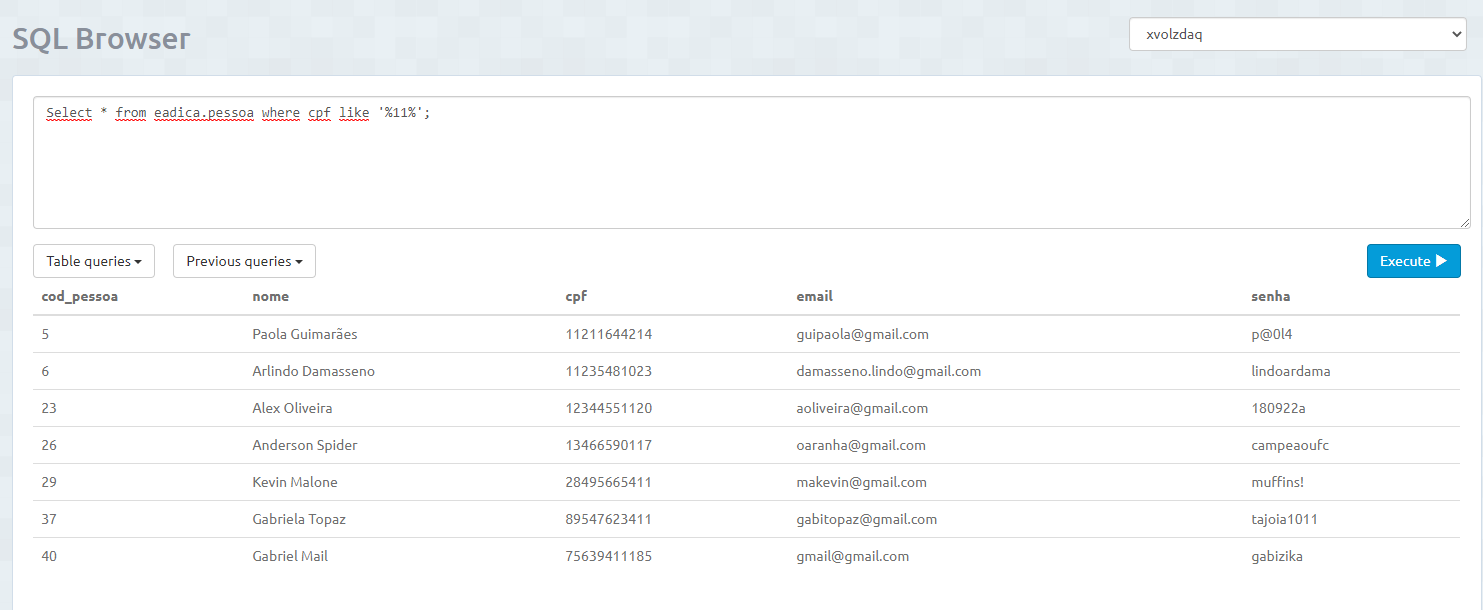 SQL Browser
xvolzdaq
Select * from eadica.pessoa where cpf like '%11%';
Table queries Previous queries Execute
cod_pessoa nome cpf email senha
5 Paola Guimarães 11211644214 guipaola@gmail.com p@0l4
6 Arlindo Damasseno 11235481023 damasseno.lindo@gmail.com lindoardama
23 Alex Oliveira 12344551120 aoliveira@gmail.com 180922a
26 Anderson Spider 13466590117 oaranha@gmail.com campeaoufc
29 Kevin Malone 28495665411 makevin@gmail.com muffins!
37 Gabriela Topaz 89547623411 gabitopaz@gmail.com tajoia1011
40 Gabriel Mail 75639411185 gmail@gmail.com gabizika